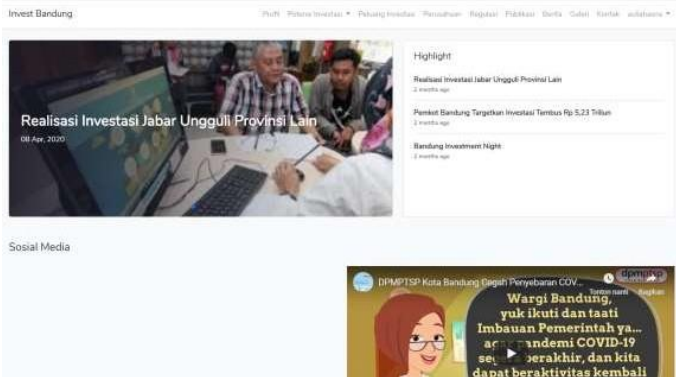 Invest Bandung
Profil Potensi Investasi Peluang Investasi Perusahaan Regulasi Publikasi Berita Galeri Kontak
Realisasi Investasi Jabar Ungguli Provinsi Lain
08 Apr, 2020
Highlight
Realisasi Investasi Jabar Ungguli Provinsi Lain
2 months ago
Pemkot Bandung Targetkan Investasi Tembus Rp 5,23 Triliun
2 months ago
Bandung Investment Night
2 months ago
Sosial Media
DPMPTSP Kota Bandung Cegah Penyebaran COV...
dpmptsp
Tonton nanti Bagikan
Wargi Bandung,
yuk ikuti dan taati
Imbauan Pemerintah ya...
pandemi COVID-19
berakhir, dan kita
dapat beraktivitas kembali